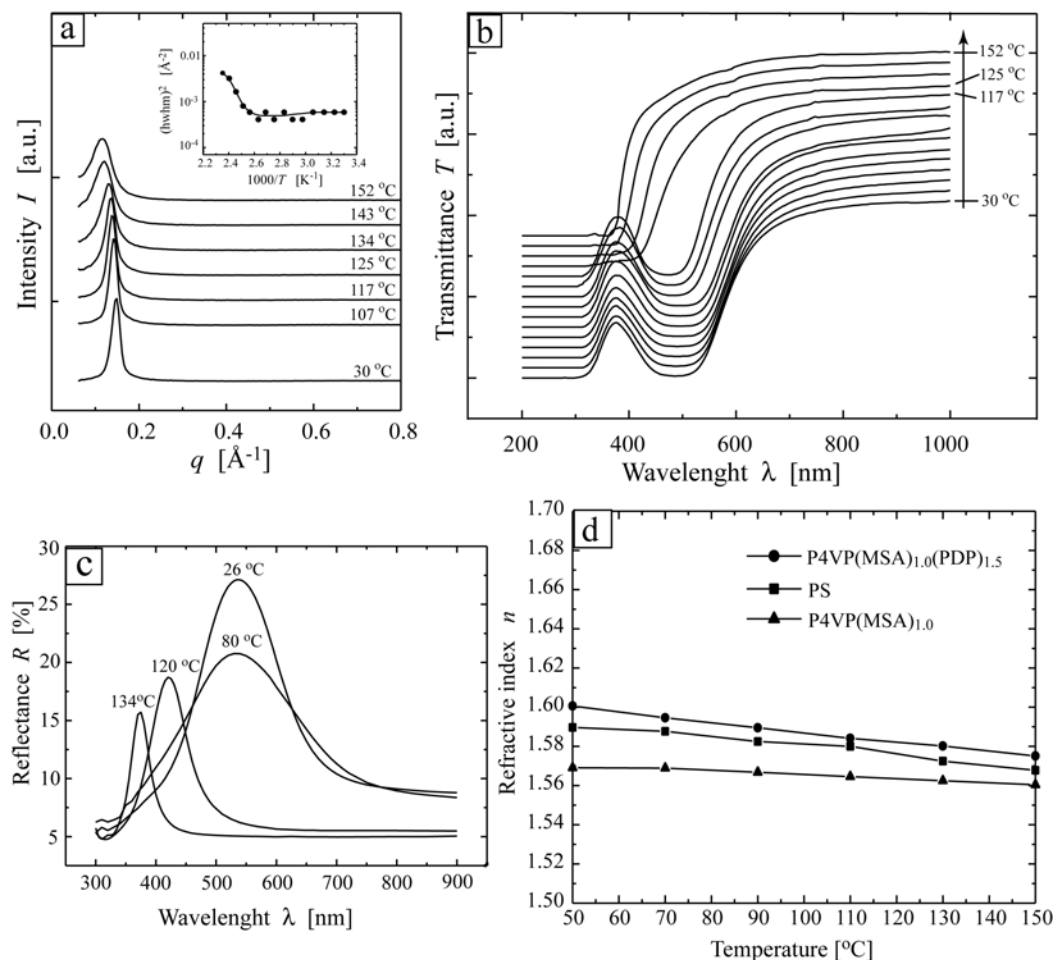 a
Intensity I [a.u.]
152 °C
143 °C
134 °C
125 °C
117 °C
107 °C
30 °C
0.0 0.2 0.4 0.6 0.8
q [Å-1]
(hwhm)2 [Å-2]
0.01
10-3
10-4
2.2 2.4 2.6 2.8 3.0 3.2 3.4
1000/T [K-1]
b
Transmittance T [a.u.]
152 °C
125 °C
117 °C
30 °C
200 400 600 800 1000
Wavelenght λ [nm]
c
Reflectance R [%]
30
25
20
15
10
5
26 °C
80 °C
120 °C
134°C
300 400 500 600 700 800 900
Wavelenght λ [nm]
d
Refractive index n
1.70
1.68
1.66
1.64
1.62
1.60
1.58
1.56
1.54
1.52
1.50
P4VP(MSA)1.0(PDP)1.5
PS
P4VP(MSA)1.0
50 60 70 80 90 100 110 120 130 140 150
Temperature [°C]